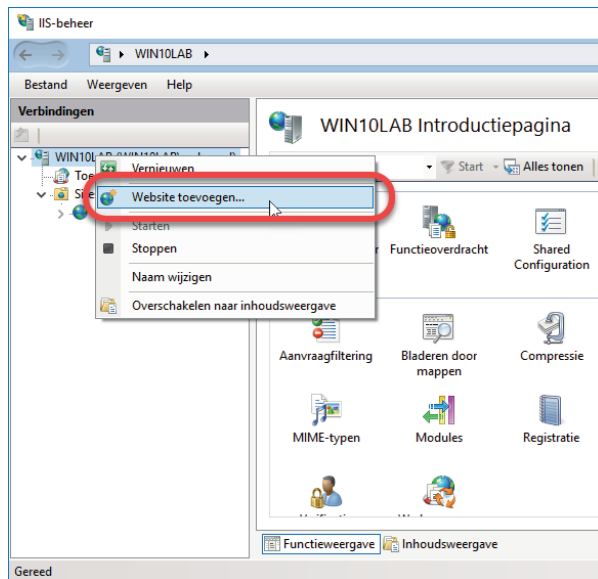 IIS-beheer
WIN10LAB
Bestand Weergeven Help
Verbindingen
WIN10LAB Introductiepagina
Start
Alles tonen
Vernieuwen
Website toevoegen...
Starten
Stoppen
Naam wijzigen
Overschakelen naar inhoudsweergave
Functieoverdracht
Shared
Configuration
Aanvraagfiltering
Bladeren door
mappen
Compressie
MIME-typen
Modules
Registratie
Functieweergave
Inhoudsweergave
Gereed